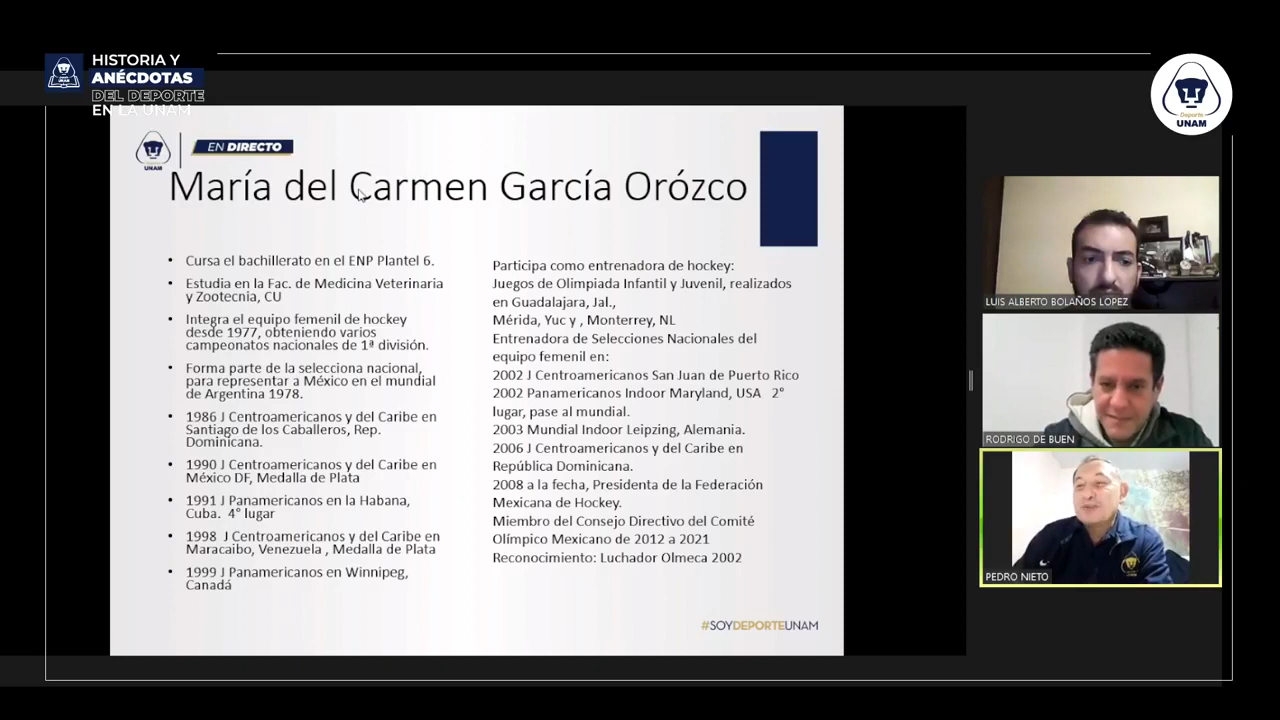 HISTORIA Y
ANÉCDOTAS
DEL DEPORTE
EN LA UNAM
Deporte
UNAM
UNAM
EN DIRECTO
María del Carmen García Orózco
• Cursa el bachillerato en el ENP Plantel 6.
• Estudia en la Fac. de Medicina Veterinaria
y Zootecnia, CU
• Integra el equipo femenil de hockey
desde 1977, obteniendo varios
campeonatos nacionales de 1ª división.
• Forma parte de la selecciona nacional,
para representar a México en el mundial
de Argentina 1978.
• 1986 J Centroamericanos y del Caribe en
Santiago de los Caballeros, Rep.
Dominicana.
• 1990 J Centroamericanos y del Caribe en
México DF, Medalla de Plata
• 1991 J Panamericanos en la Habana,
Cuba. 4° lugar
• 1998 J Centroamericanos y del Caribe en
Maracaibo, Venezuela , Medalla de Plata
• 1999 J Panamericanos en Winnipeg,
Canadá
Participa como entrenadora de hockey:
Juegos de Olimpiada Infantil y Juvenil, realizados
en Guadalajara, Jal.,
Mérida, Yuc y , Monterrey, NL
Entrenadora de Selecciones Nacionales del
equipo femenil en:
2002 J Centroamericanos San Juan de Puerto Rico
2002 Panamericanos Indoor Maryland, USA 2°
lugar, pase al mundial.
2003 Mundial Indoor Leipzing, Alemania.
2006 J Centroamericanos y del Caribe en
República Dominicana.
2008 a la fecha, Presidenta de la Federación
Mexicana de Hockey.
Miembro del Consejo Directivo del Comité
Olímpico Mexicano de 2012 a 2021
Reconocimiento: Luchador Olmeca 2002
#SOYDEPORTEUNAM
LUIS ALBERTO BOLAÑOS LOPEZ
RODRIGO DE BUEN
PEDRO NIETO